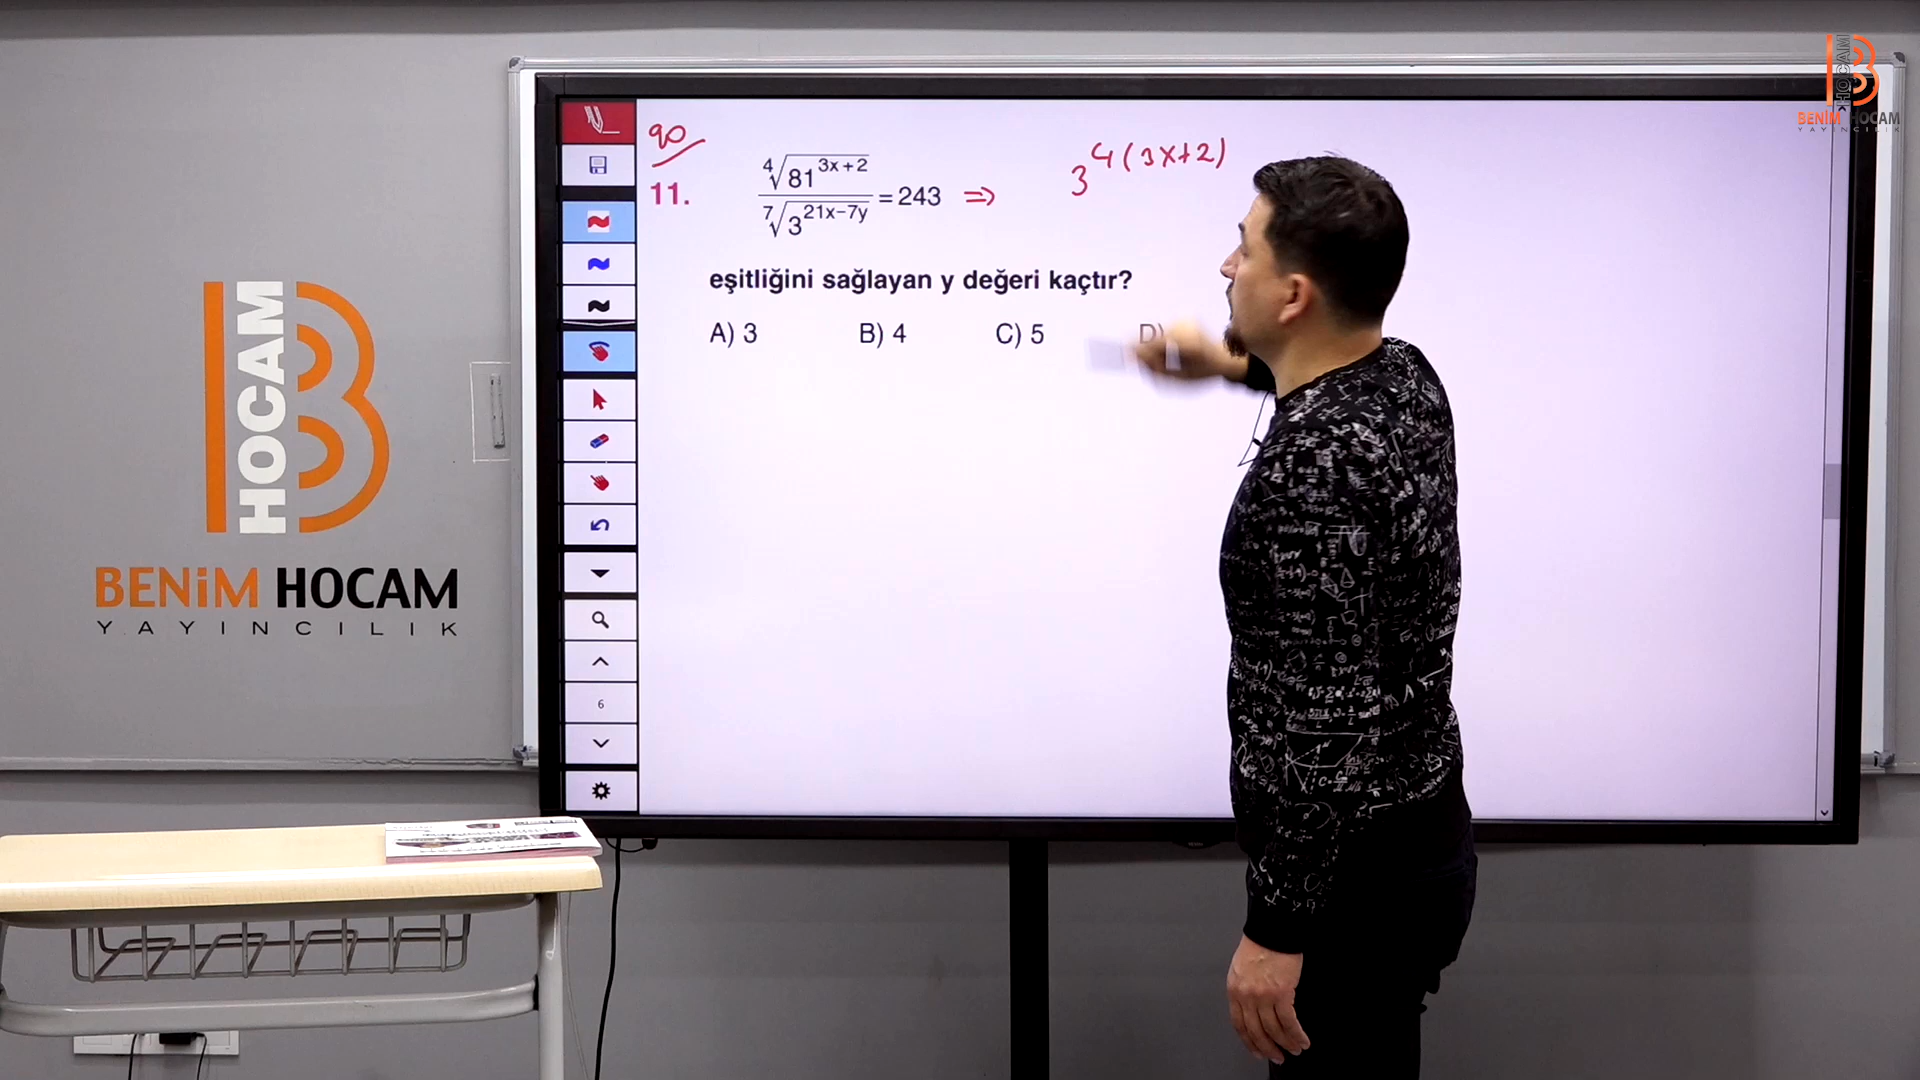 HOCAM
BENİM HOCAM
YAYINCILIK
90
11. ⁴√81^(3x+2) / ⁷√3^(21x−7y) = 243 ⇒ 3^4(3x+2)
eşitliğini sağlayan y değeri kaçtır?
A) 3 B) 4 C) 5 D)
6
HOCAM
BENİM HOCAM
YAYINCILIK